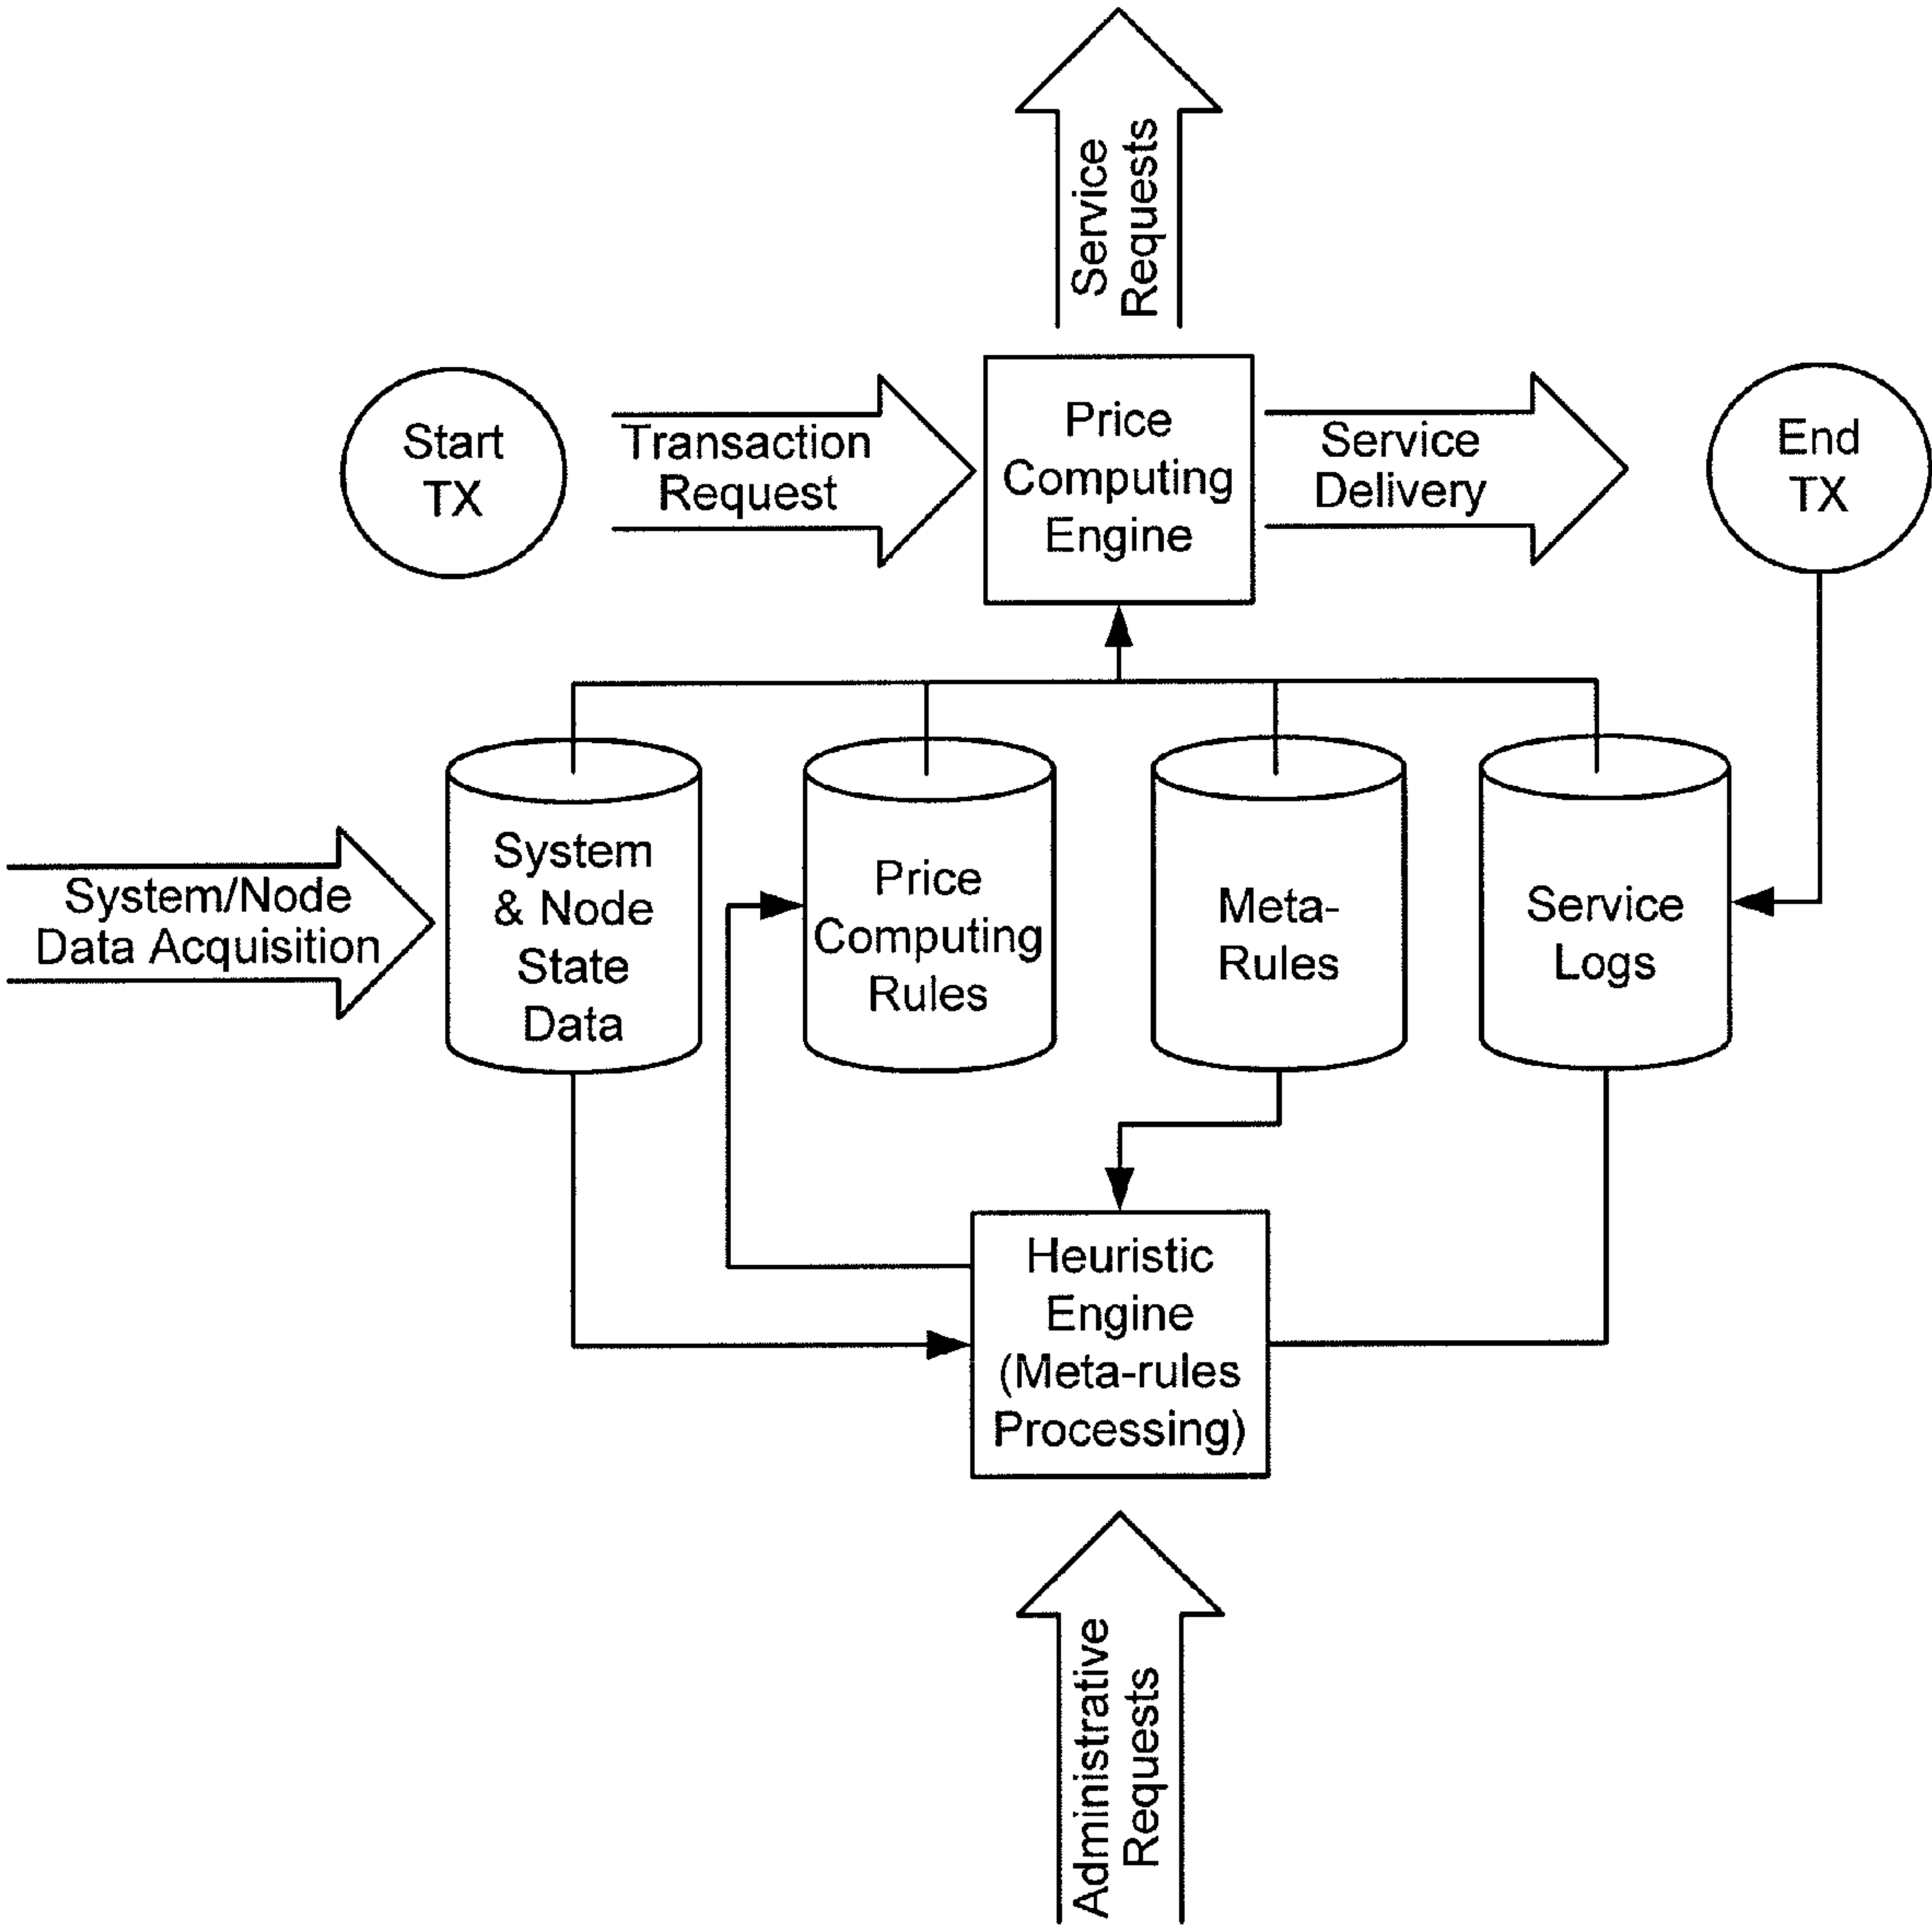 Service
Requests
Start
TX
Transaction
Request
Price
Computing
Engine
Service
Delivery
End
TX
System/Node
Data Acquisition
System
& Node
State
Data
Price
Computing
Rules
Meta-
Rules
Service
Logs
Heuristic
Engine
(Meta-rules
Processing)
Administrative
Requests